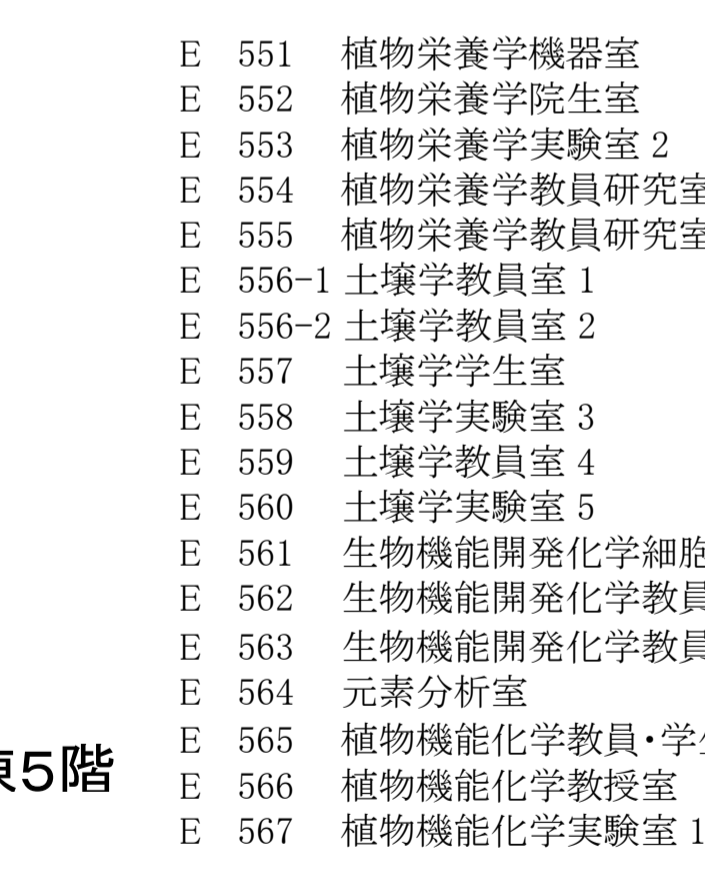 E 551 植物栄養学機器室
E 552 植物栄養学院生室
E 553 植物栄養学実験室 2
E 554 植物栄養学教員研究室
E 555 植物栄養学教員研究室
E 556-1 土壌学教員室 1
E 556-2 土壌学教員室 2
E 557 土壌学学生室
E 558 土壌学実験室 3
E 559 土壌学教員室 4
E 560 土壌学実験室 5
E 561 生物機能開発化学細胞
E 562 生物機能開発化学教員
E 563 生物機能開発化学教員
E 564 元素分析室
E 565 植物機能化学教員・学生
E 566 植物機能化学教授室
E 567 植物機能化学実験室 1
5階